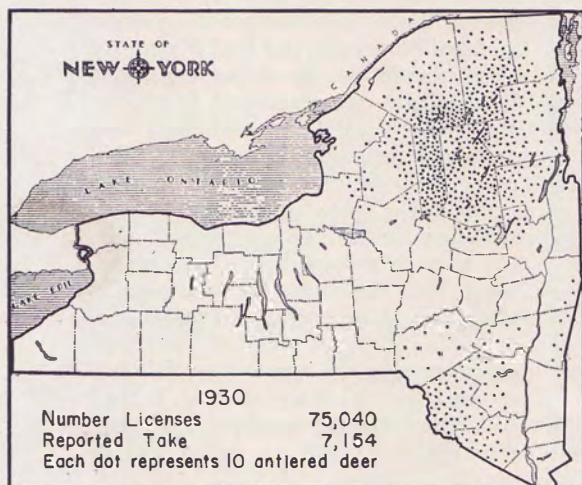 STATE OF
NEW YORK
CANADA
LAKE ONTARIO
LAKE ERIE
1930
Number Licenses 75,040
Reported Take 7,154
Each dot represents 10 antlered deer